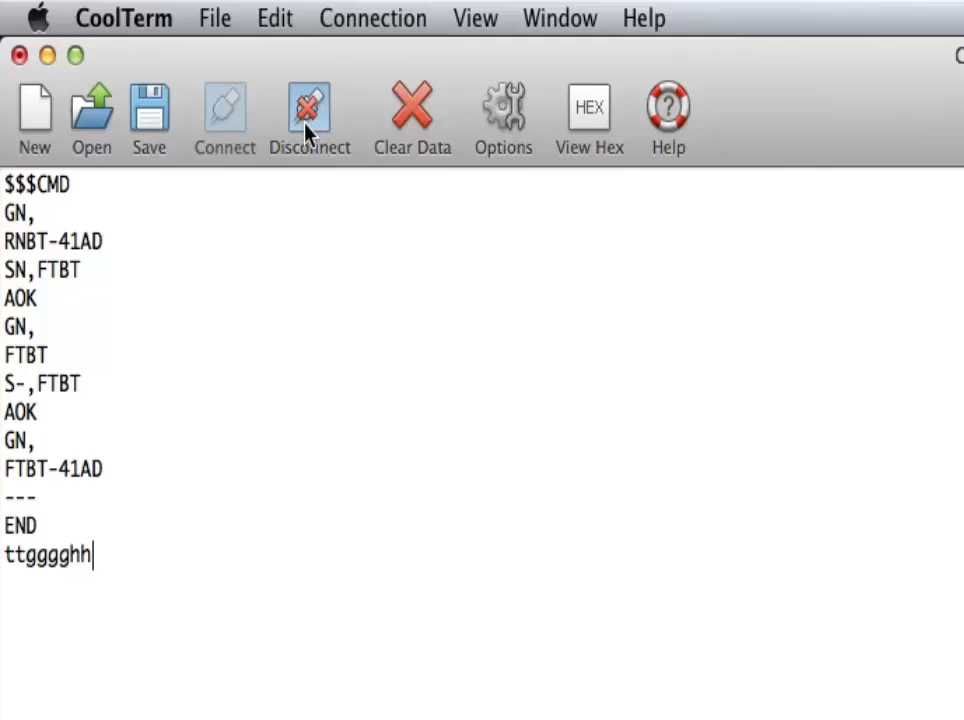 CoolTerm File Edit Connection View Window Help
New Open Save Connect Disconnect Clear Data Options View Hex Help
HEX
?
$$$CMD
GN,
RNBT-41AD
SN,FTBT
AOK
GN,
FTBT
S-,FTBT
AOK
GN,
FTBT-41AD
---
END
ttgggghh